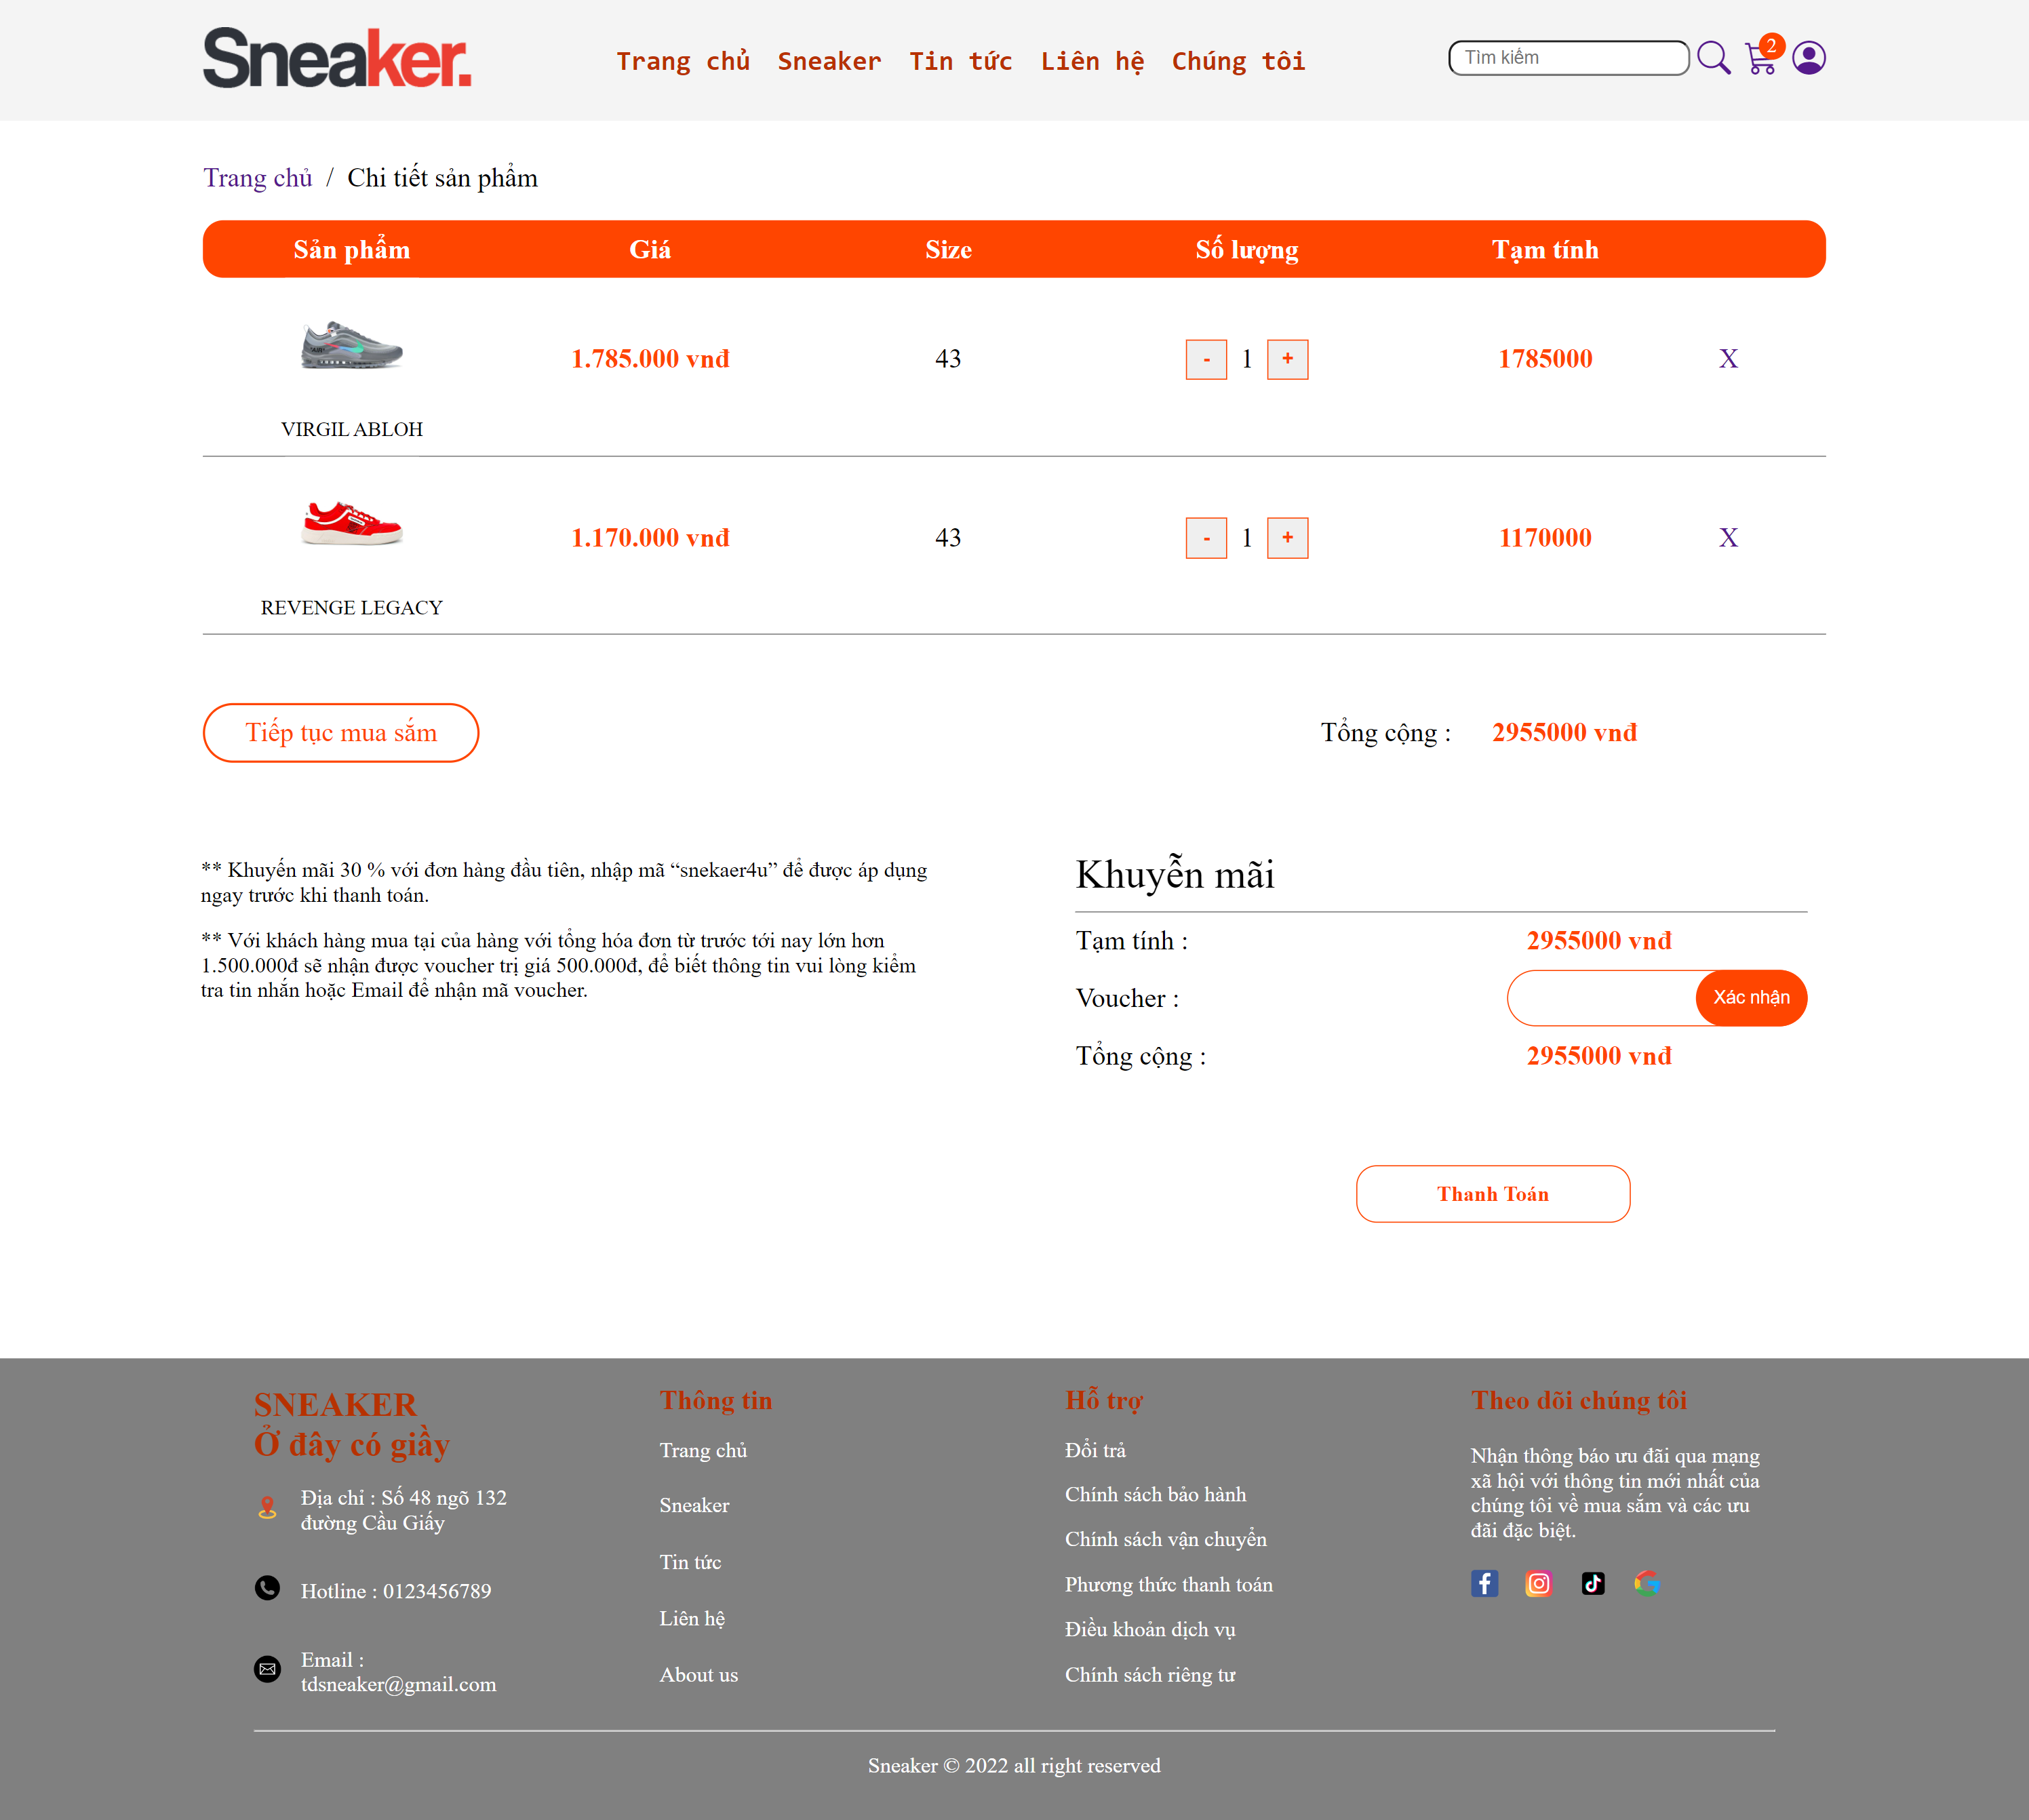 Sneaker.
Trang chủ Sneaker Tin tức Liên hệ Chúng tôi
Tìm kiếm
2
Trang chủ / Chi tiết sản phẩm
Sản phẩm Giá Size Số lượng Tạm tính
1.785.000 vnđ 43 - 1 + 1785000 X
VIRGIL ABLOH
1.170.000 vnđ 43 - 1 + 1170000 X
REVENGE LEGACY
Tiếp tục mua sắm
Tổng cộng : 2955000 vnđ
** Khuyến mãi 30 % với đơn hàng đầu tiên, nhập mã “snekaer4u” để được áp dụng
ngay trước khi thanh toán.
** Với khách hàng mua tại của hàng với tổng hóa đơn từ trước tới nay lớn hơn
1.500.000đ sẽ nhận được voucher trị giá 500.000đ, để biết thông tin vui lòng kiểm
tra tin nhắn hoặc Email để nhận mã voucher.
Khuyễn mãi
Tạm tính : 2955000 vnđ
Voucher : Xác nhận
Tổng cộng : 2955000 vnđ
Thanh Toán
SNEAKER
Ở đây có giầy
Địa chỉ : Số 48 ngõ 132
đường Cầu Giấy
Hotline : 0123456789
Email :
tdsneaker@gmail.com
Thông tin
Trang chủ
Sneaker
Tin tức
Liên hệ
About us
Hỗ trợ
Đổi trả
Chính sách bảo hành
Chính sách vận chuyển
Phương thức thanh toán
Điều khoản dịch vụ
Chính sách riêng tư
Theo dõi chúng tôi
Nhận thông báo ưu đãi qua mạng
xã hội với thông tin mới nhất của
chúng tôi về mua sắm và các ưu
đãi đặc biệt.
Sneaker © 2022 all right reserved